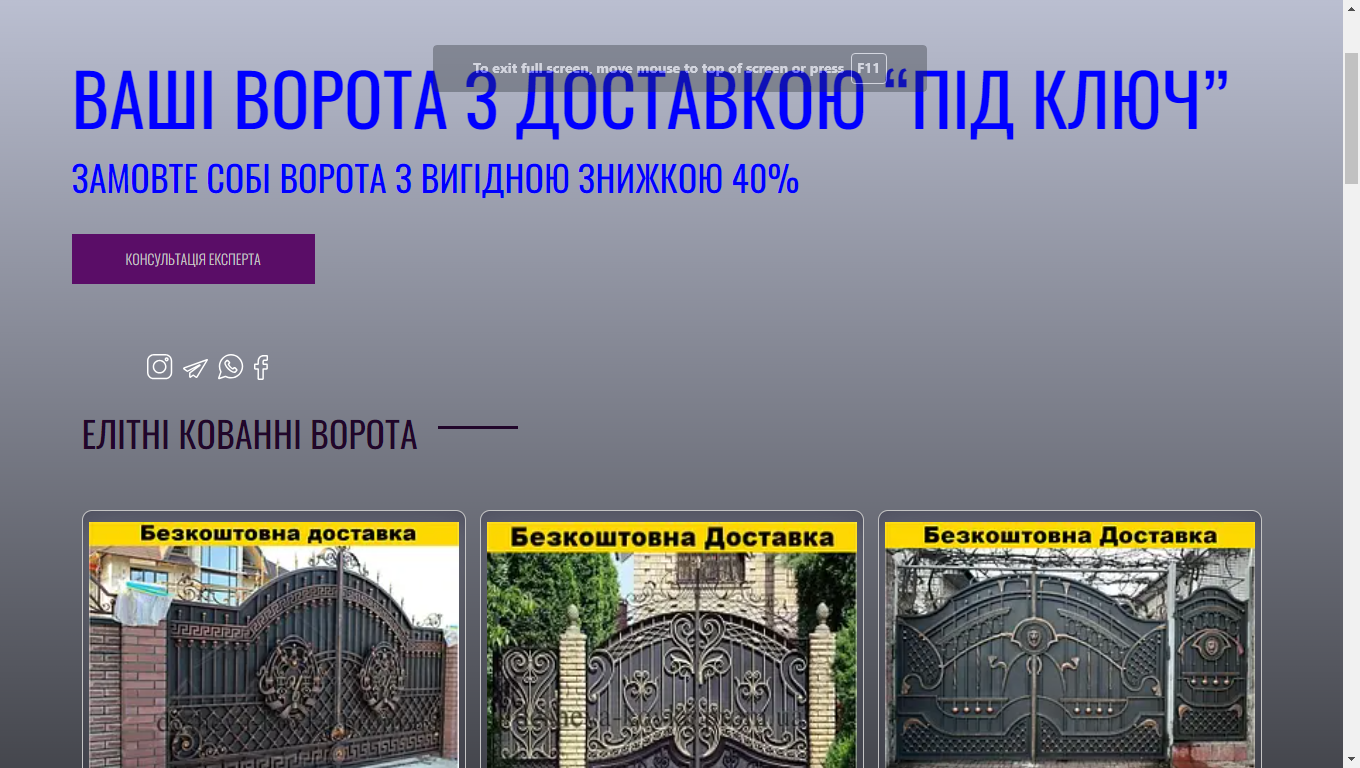 To exit full screen, move mouse to top of screen or press F11
ВАШІ ВОРОТА З ДОСТАВКОЮ “ПІД КЛЮЧ”
ЗАМОВТЕ СОБІ ВОРОТА З ВИГІДНОЮ ЗНИЖКОЮ 40%
КОНСУЛЬТАЦІЯ ЕКСПЕРТА
ЕЛІТНІ КОВАННІ ВОРОТА
Безкоштовна доставка
Безкоштовна Доставка
Безкоштовна Доставка